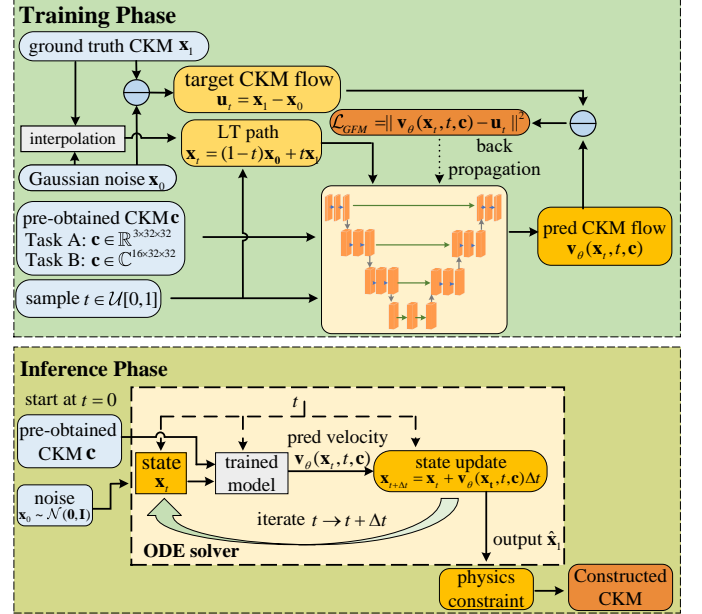 Training Phase
ground truth CKM x₁
target CKM flow
uₜ = x₁ − x₀
interpolation
LT path
xₜ = (1−t)x₀ + tx₁
ℒ_GFM = || v_θ(xₜ, t, c) − uₜ ||²
back
propagation
Gaussian noise x₀
pre-obtained CKM c
Task A: c ∈ ℝ^{3×32×32}
Task B: c ∈ ℂ^{16×32×32}
pred CKM flow
v_θ(xₜ, t, c)
sample t ∈ 𝒰[0,1]
Inference Phase
start at t = 0
t
pre-obtained
CKM c
pred velocity
v_θ(xₜ, t, c)
state
xₜ
trained
model
state update
x_{t+Δt} = xₜ + v_θ(xₜ, t, c)Δt
noise
x₀ ~ 𝒩(0, I)
iterate t → t + Δt
ODE solver
output x̂₁
physics
constraint
Constructed
CKM